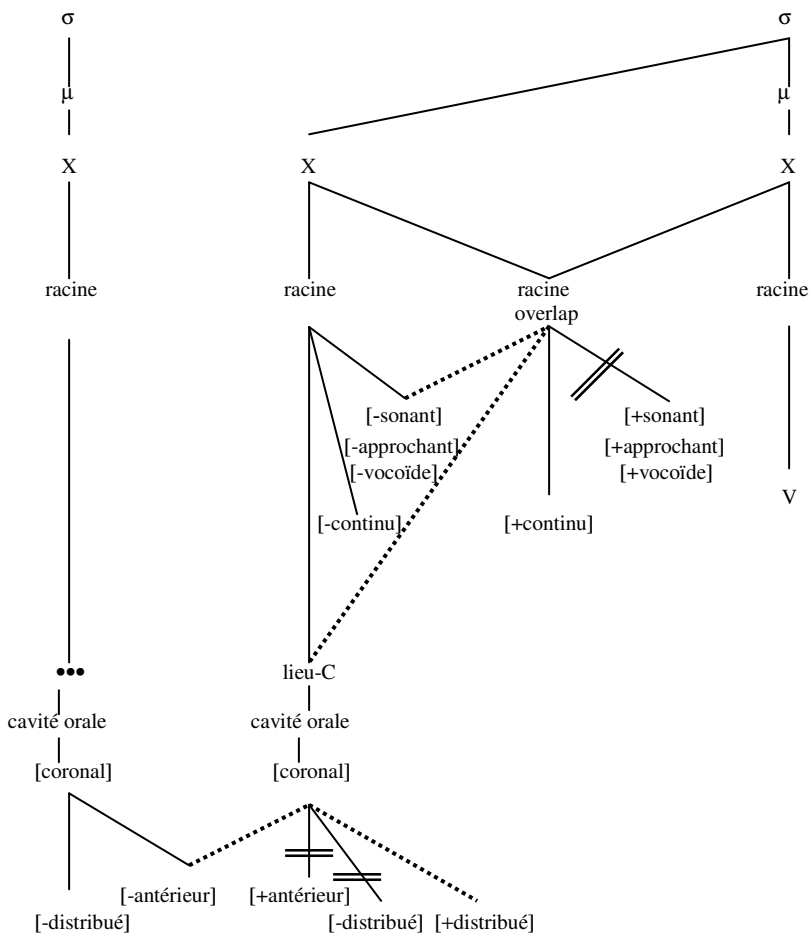 σ σ
μ μ
X X X
racine racine racine racine
overlap
[-sonant] [+sonant]
[-approchant] [+approchant]
[-vocoïde] [+vocoïde]
V
[-continu] [+continu]
••• lieu-C
cavité orale cavité orale
[coronal] [coronal]
[-antérieur] [+antérieur]
[-distribué] [-distribué] [+distribué]